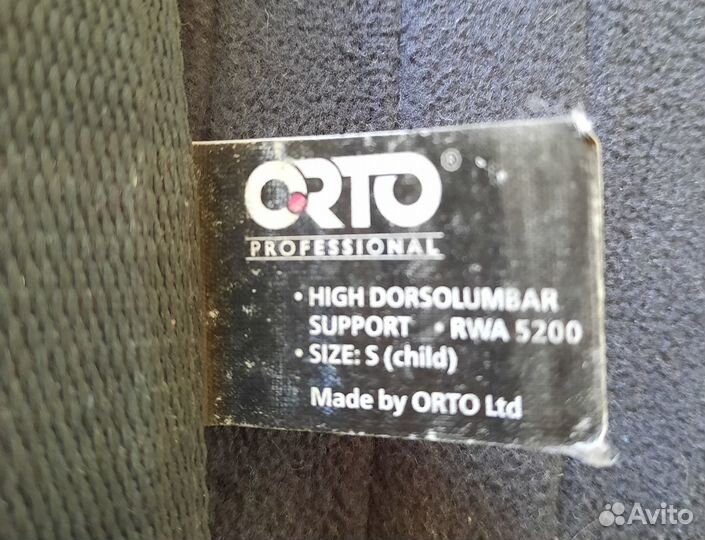 ORTO®
PROFESSIONAL
• HIGH DORSOLUMBAR
SUPPORT • RWA 5200
• SIZE: S (child)
Made by ORTO Ltd
Avito